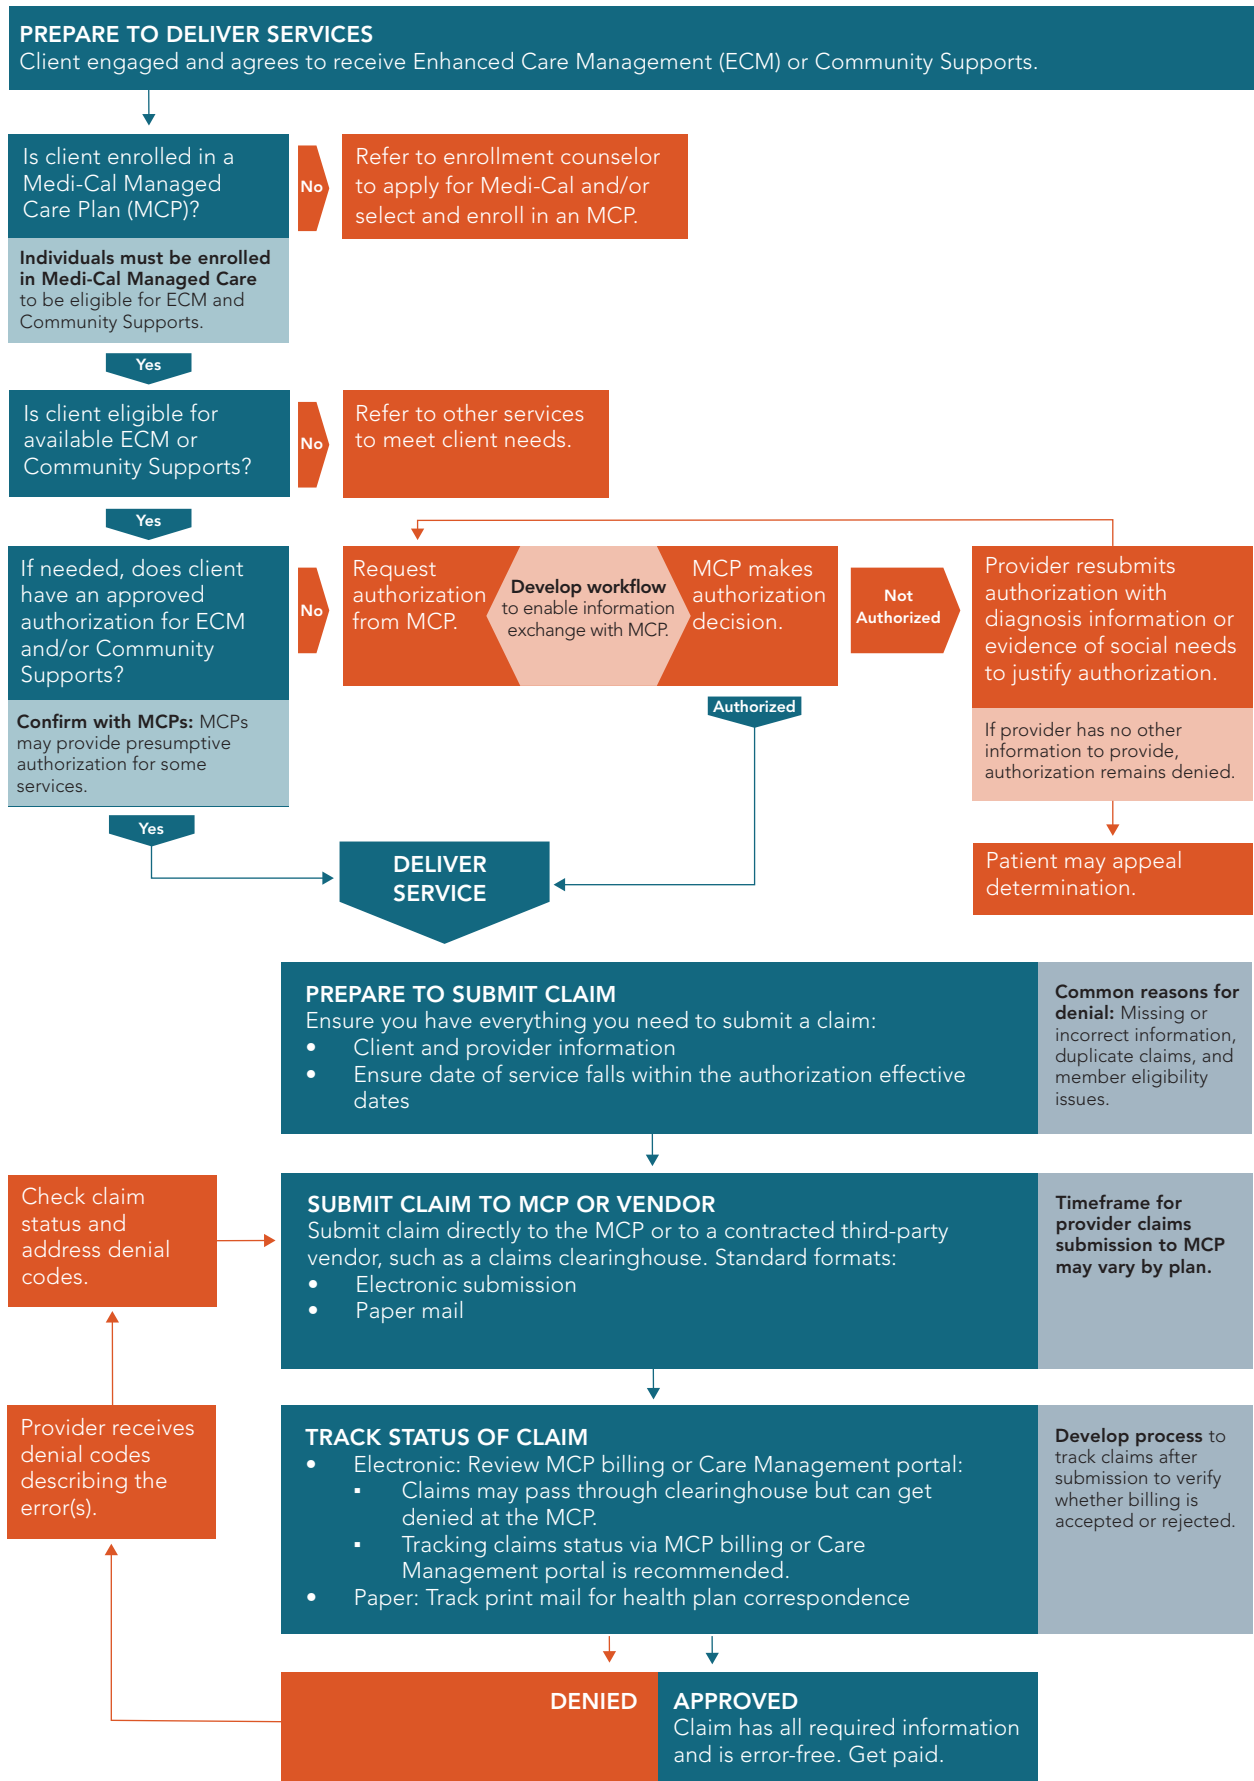 PREPARE TO DELIVER SERVICES
Client engaged and agrees to receive Enhanced Care Management (ECM) or Community Supports.
Is client enrolled in a
Medi-Cal Managed
Care Plan (MCP)?
No
Refer to enrollment counselor
to apply for Medi-Cal and/or
select and enroll in an MCP.
Individuals must be enrolled
in Medi-Cal Managed Care
to be eligible for ECM and
Community Supports.
Yes
Is client eligible for
available ECM or
Community Supports?
No
Refer to other services
to meet client needs.
Yes
If needed, does client
have an approved
authorization for ECM
and/or Community
Supports?
No
Request
authorization
from MCP.
Develop workflow
to enable information
exchange with MCP.
MCP makes
authorization
decision.
Not
Authorized
Provider resubmits
authorization with
diagnosis information or
evidence of social needs
to justify authorization.
Authorized
Confirm with MCPs: MCPs
may provide presumptive
authorization for some
services.
If provider has no other
information to provide,
authorization remains denied.
Yes
DELIVER
SERVICE
Patient may appeal
determination.
PREPARE TO SUBMIT CLAIM
Ensure you have everything you need to submit a claim:
• Client and provider information
• Ensure date of service falls within the authorization effective
dates
Common reasons for
denial: Missing or
incorrect information,
duplicate claims, and
member eligibility
issues.
Check claim
status and
address denial
codes.
SUBMIT CLAIM TO MCP OR VENDOR
Submit claim directly to the MCP or to a contracted third-party
vendor, such as a claims clearinghouse. Standard formats:
• Electronic submission
• Paper mail
Timeframe for
provider claims
submission to MCP
may vary by plan.
Provider receives
denial codes
describing the
error(s).
TRACK STATUS OF CLAIM
• Electronic: Review MCP billing or Care Management portal:
▪ Claims may pass through clearinghouse but can get
denied at the MCP.
▪ Tracking claims status via MCP billing or Care
Management portal is recommended.
• Paper: Track print mail for health plan correspondence
Develop process to
track claims after
submission to verify
whether billing is
accepted or rejected.
DENIED
APPROVED
Claim has all required information
and is error-free. Get paid.